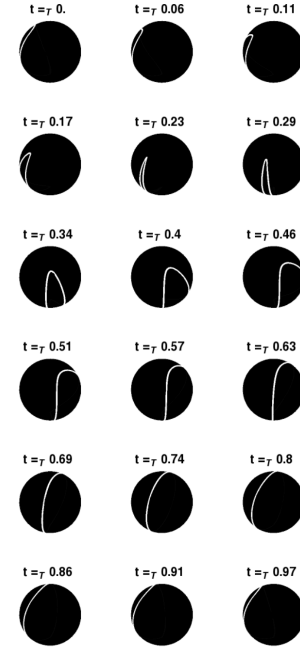 t =T 0.
t =T 0.06
t =T 0.11
t =T 0.17
t =T 0.23
t =T 0.29
t =T 0.34
t =T 0.4
t =T 0.46
t =T 0.51
t =T 0.57
t =T 0.63
t =T 0.69
t =T 0.74
t =T 0.8
t =T 0.86
t =T 0.91
t =T 0.97